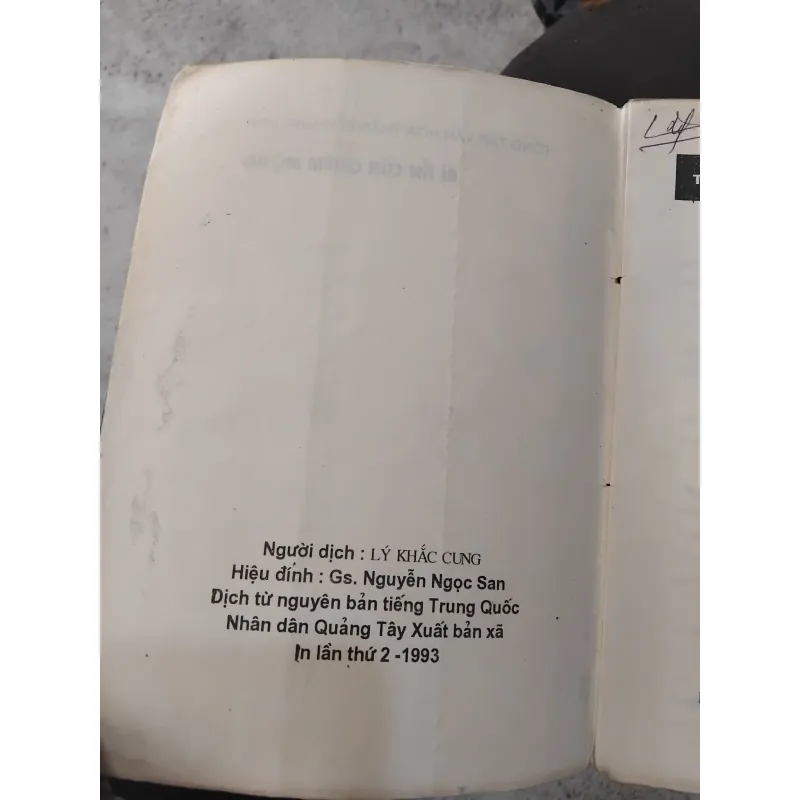 Người dịch : LÝ KHẮC CUNG
Hiệu đính : Gs. Nguyễn Ngọc San
Dịch từ nguyên bản tiếng Trung Quốc
Nhân dân Quảng Tây Xuất bản xã
In lần thứ 2 -1993